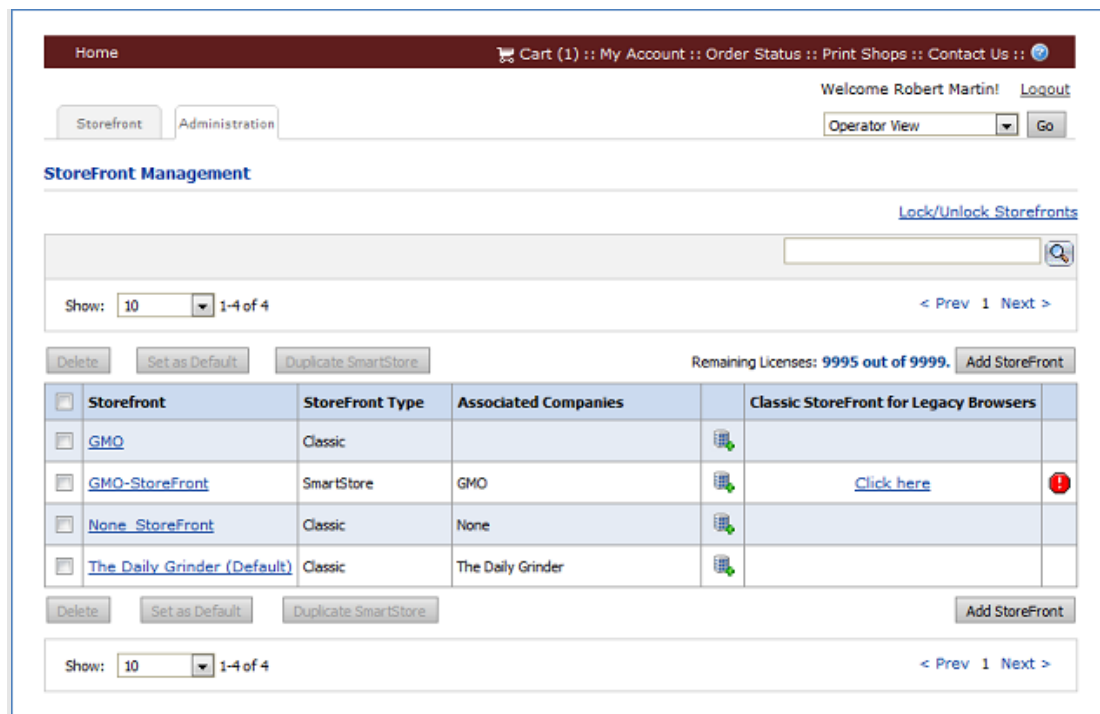 Home Cart (1) :: My Account :: Order Status :: Print Shops :: Contact Us :: ?
Welcome Robert Martin! Logout
Storefront Administration Operator View Go
StoreFront Management
Lock/Unlock Storefronts
Show: 10 1-4 of 4 < Prev 1 Next >
Delete Set as Default Duplicate SmartStore Remaining Licenses: 9995 out of 9999. Add StoreFront
Storefront StoreFront Type Associated Companies Classic StoreFront for Legacy Browsers
GMO Classic
GMO-StoreFront SmartStore GMO Click here !
None_StoreFront Classic None
The Daily Grinder (Default) Classic The Daily Grinder
Delete Set as Default Duplicate SmartStore Add StoreFront
Show: 10 1-4 of 4 < Prev 1 Next >